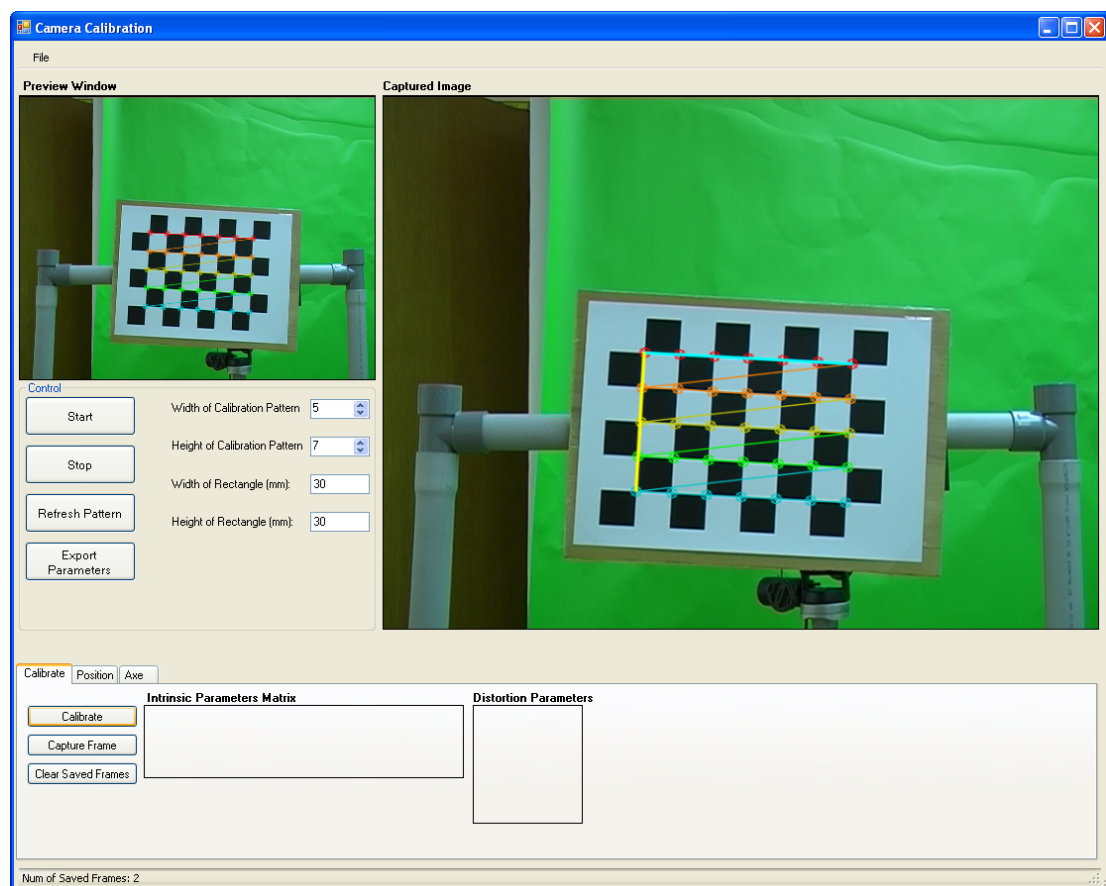 Camera Calibration
File
Preview Window
Captured Image
Control
Start
Stop
Refresh Pattern
Export
Parameters
Width of Calibration Pattern 5
Height of Calibration Pattern 7
Width of Rectangle (mm): 30
Height of Rectangle (mm): 30
Calibrate Position Axe
Calibrate
Capture Frame
Clear Saved Frames
Intrinsic Parameters Matrix
Distortion Parameters
Num of Saved Frames: 2